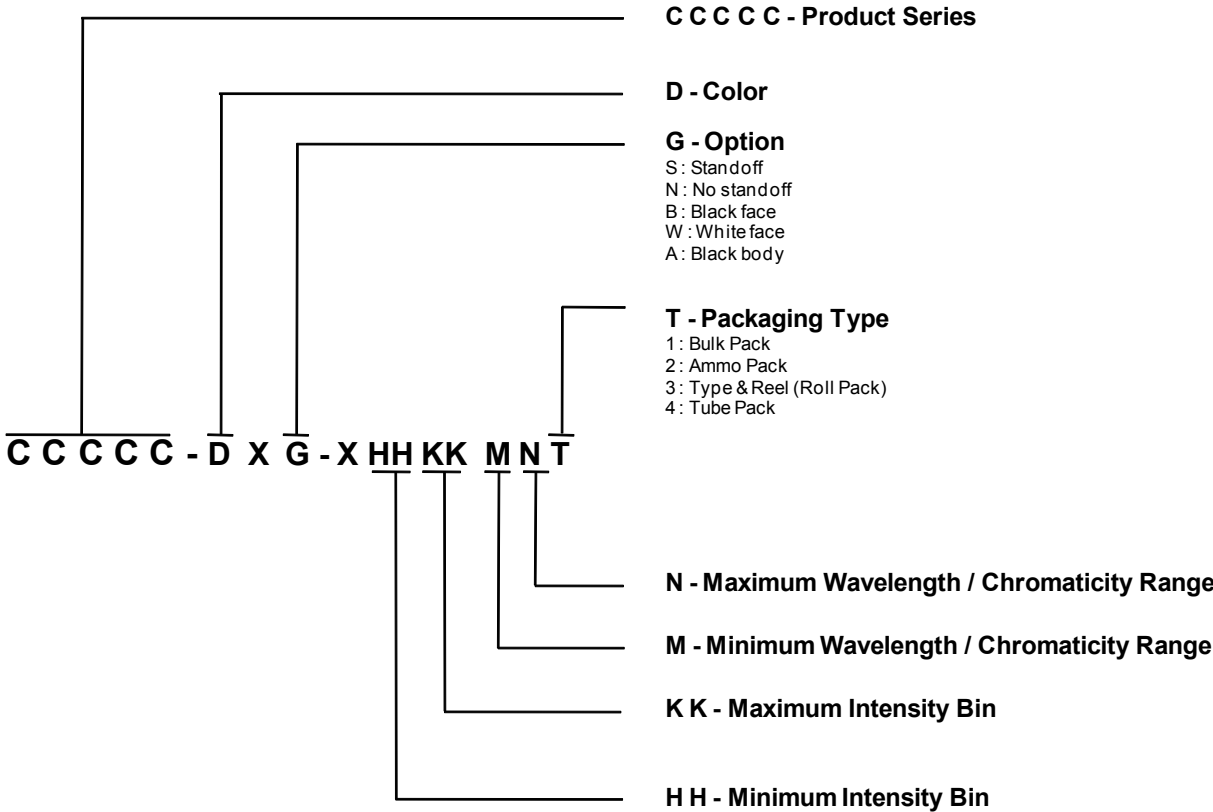 C C C C C - Product Series
D - Color
G - Option
S : Standoff
N : No standoff
B : Black face
W : White face
A : Black body
T - Packaging Type
1 : Bulk Pack
2 : Ammo Pack
3 : Type & Reel (Roll Pack)
4 : Tube Pack
C C C C C - D X G - X HH KK M N T
N - Maximum Wavelength / Chromaticity Range
M - Minimum Wavelength / Chromaticity Range
K K - Maximum Intensity Bin
H H - Minimum Intensity Bin